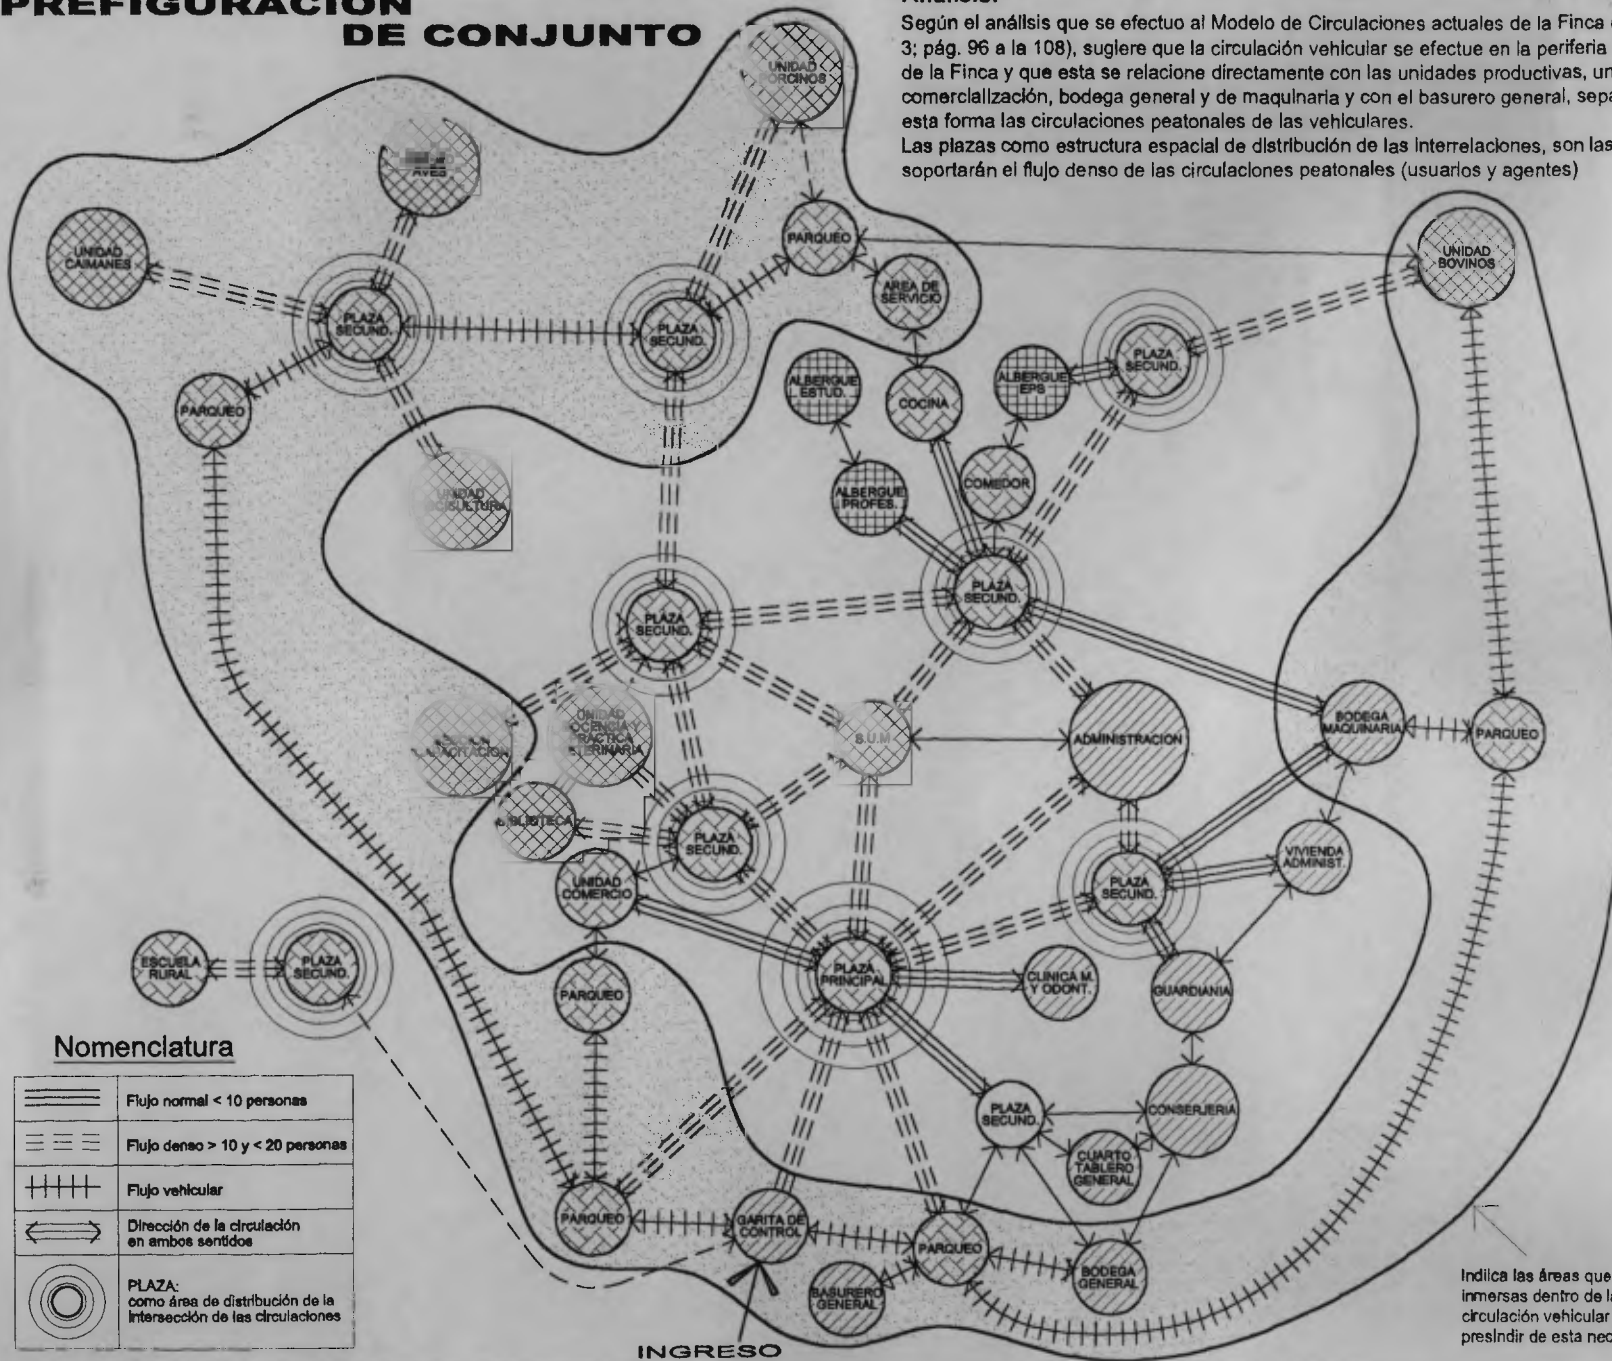 PREFIGURACION
DE CONJUNTO
Según el análisis que se efectuo al Modelo de Circulaciones actuales de la Finca
3; pág. 96 a la 108), sugiere que la circulación vehicular se efectue en la periferia
de la Finca y que esta se relacione directamente con las unidades productivas,
comercialización, bodega general y de maquinaria y con el basurero general,
esta forma las circulaciones peatonales de las vehiculares.
Las plazas como estructura espacial de distribución de las interrelaciones, son las
soportarán el flujo denso de las circulaciones peatonales (usuarios y agentes)
UNIDAD
PORCINOS
AVES
UNIDAD
CAIMANES
PARQUEO
UNIDAD
BOVINOS
AREA DE
SERVICIO
PLAZA
SECUND.
PLAZA
SECUND.
PLAZA
SECUND.
ALBERGUE
ESTUD.
ALBERGUE
EPS
COCINA
PARQUEO
COMEDOR
UNIDAD
ALBERGUE
PROFES.
PLAZA
SECUND.
PLAZA
SECUND.
UNIDAD
DOCENCIA Y
PRACTICA
VETERINARIA
CAPACITACION
S.U.M
ADMINISTRACION
BODEGA
MAQUINARIA
PARQUEO
BIBLIOTECA
PLAZA
SECUND.
VIVIENDA
ADMINIST.
UNIDAD
COMERCIO
PLAZA
SECUND.
ESCUELA
RURAL
PLAZA
SECUND.
PLAZA
PRINCIPAL
CLINICA M.
Y ODONT.
GUARDIANIA
PARQUEO
PLAZA
SECUND.
CONSERJERIA
CUARTO
TABLERO
GENERAL
PARQUEO
GARITA DE
CONTROL
PARQUEO
BODEGA
GENERAL
BASURERO
GENERAL
INGRESO
Nomenclatura
Flujo normal < 10 personas
Flujo denso > 10 y < 20 personas
Flujo vehicular
Dirección de la circulación
en ambos sentidos
PLAZA:
como área de distribución de la
intersección de las circulaciones
Indiica las áreas que
inmersas dentro de
circulación vehicular
presindir de esta